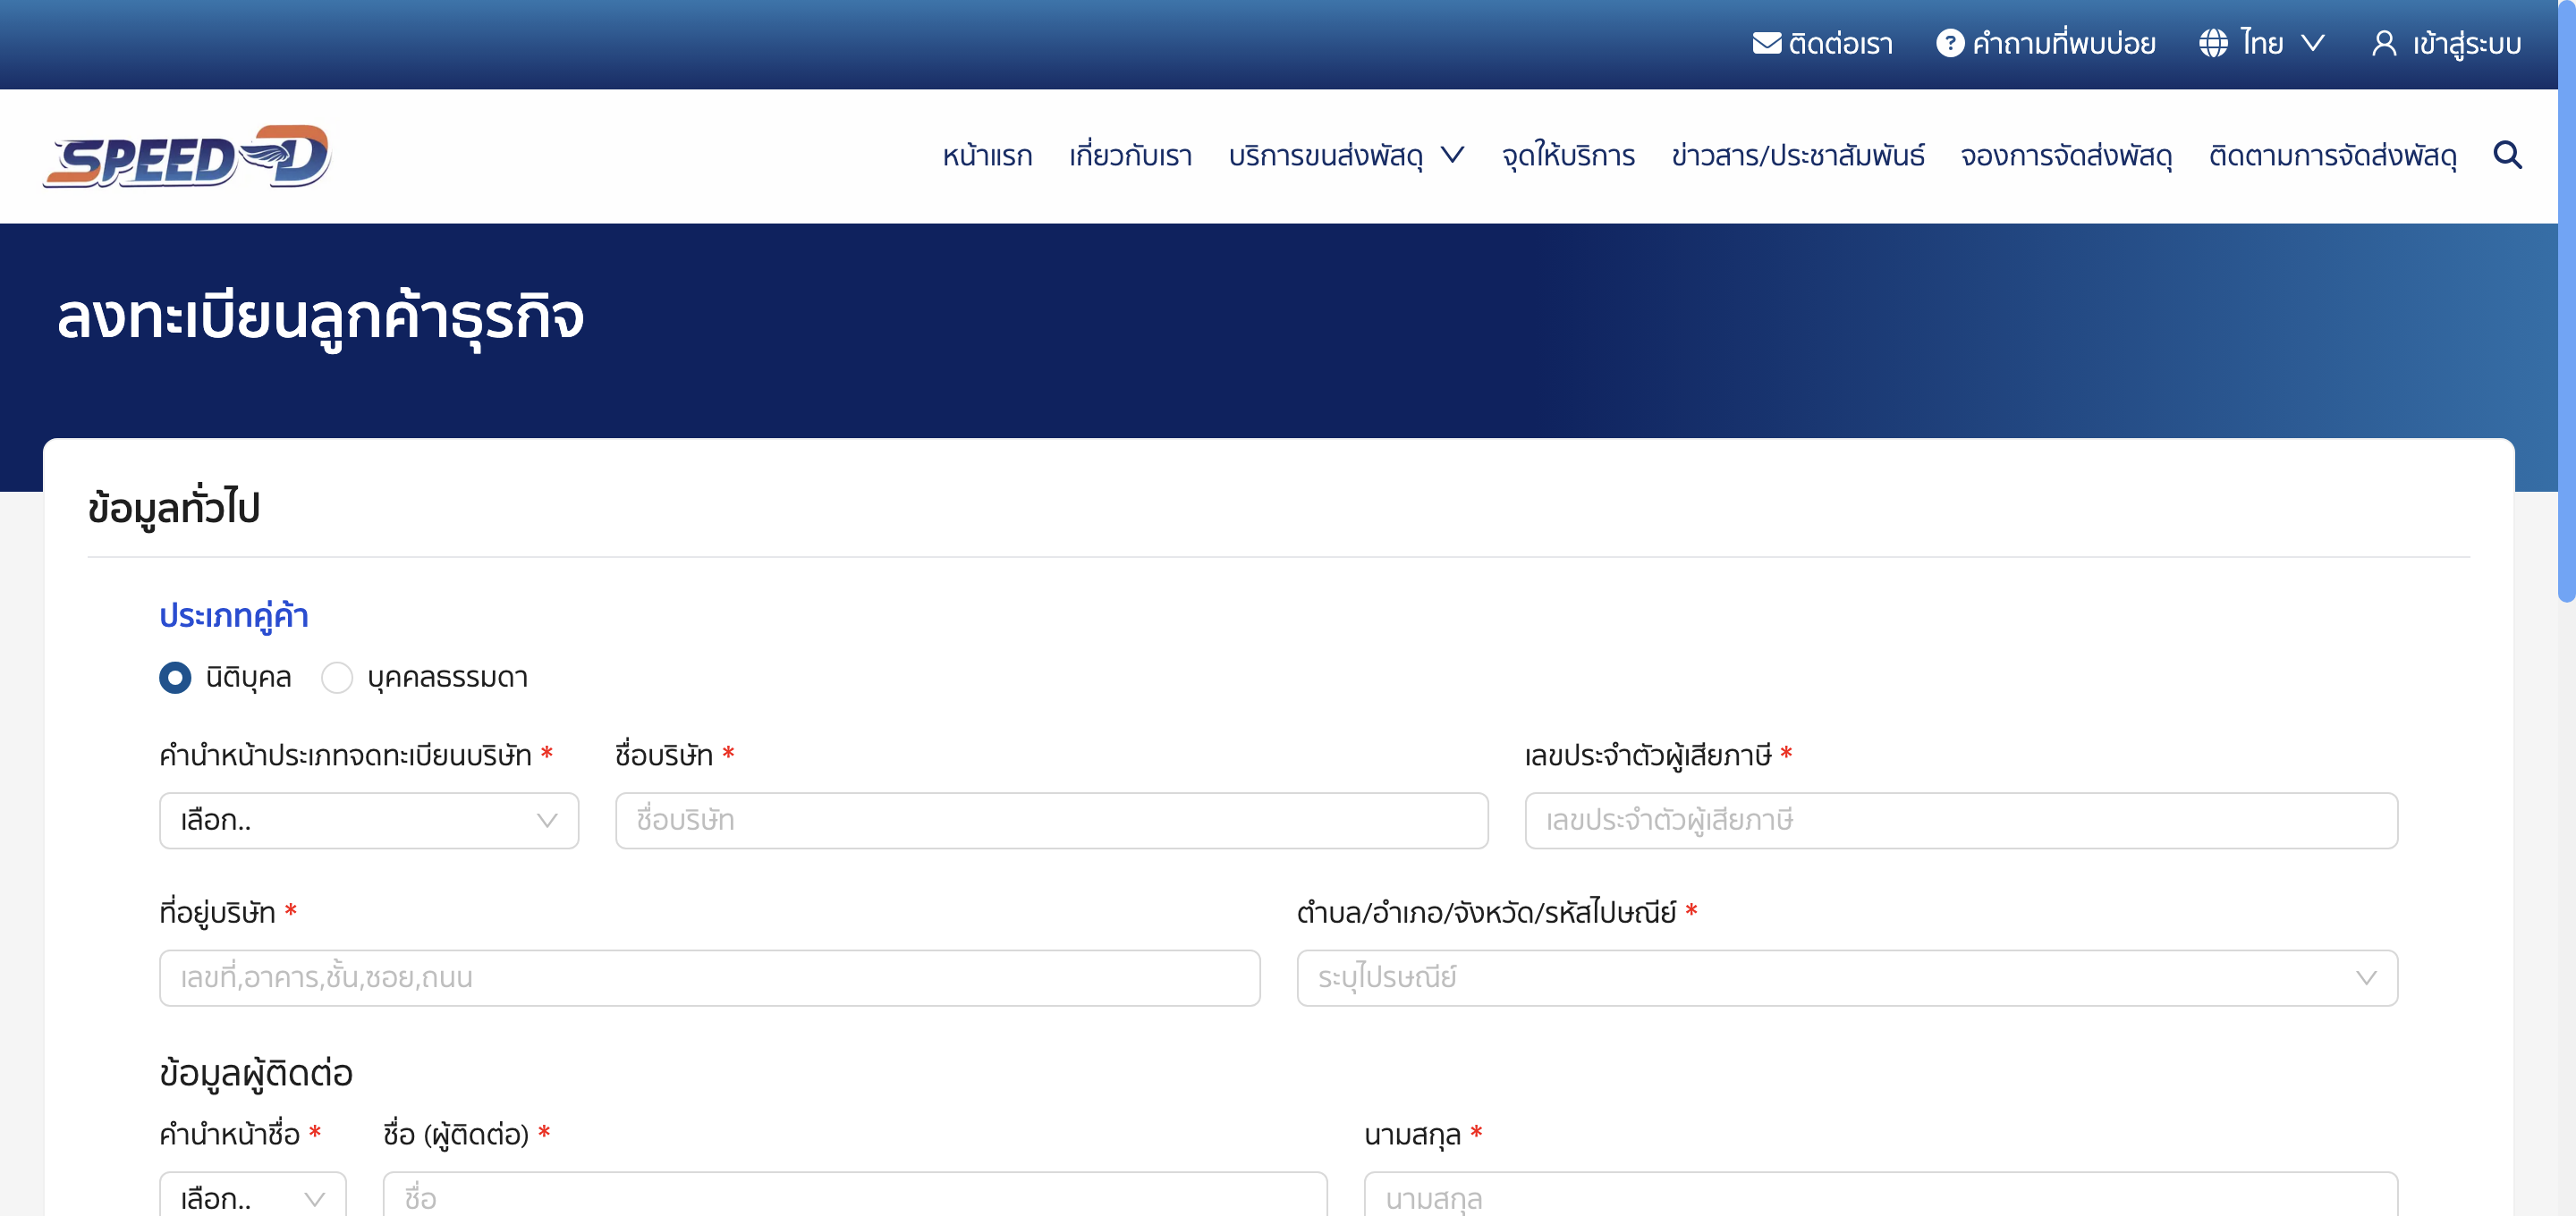 ติดต่อเรา คำถามที่พบบ่อย ไทย เข้าสู่ระบบ
SPEED-D หน้าแรก เกี่ยวกับเรา บริการขนส่งพัสดุ จุดให้บริการ ข่าวสาร/ประชาสัมพันธ์ จองการจัดส่งพัสดุ ติดตามการจัดส่งพัสดุ
ลงทะเบียนลูกค้าธุรกิจ
ข้อมูลทั่วไป
ประเภทคู่ค้า
นิติบุคล บุคคลธรรมดา
คำนำหน้าประเภทจดทะเบียนบริษัท * ชื่อบริษัท * เลขประจำตัวผู้เสียภาษี *
เลือก.. ชื่อบริษัท เลขประจำตัวผู้เสียภาษี
ที่อยู่บริษัท * ตำบล/อำเภอ/จังหวัด/รหัสไปษณีย์ *
เลขที่,อาคาร,ชั้น,ซอย,ถนน ระบุไปรษณีย์
ข้อมูลผู้ติดต่อ
คำนำหน้าชื่อ * ชื่อ (ผู้ติดต่อ) * นามสกุล *
เลือก.. ชื่อ นามสกุล